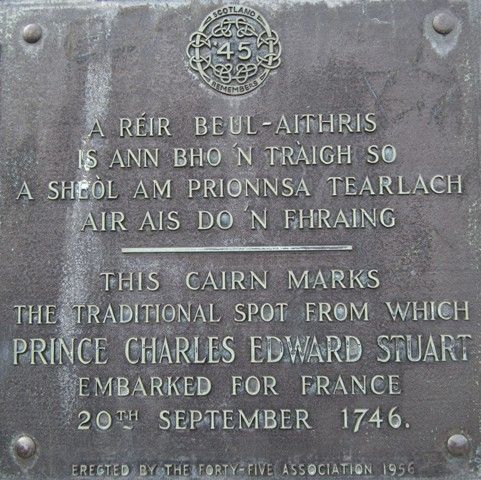 SCOTLAND
'45
REMEMBERS
A RÉIR BEUL-AITHRIS
IS ANN BHO 'N TRÀIGH SO
A SHEÒL AM PRIONNSA TEARLACH
AIR AIS DO 'N FHRAING
THIS CAIRN MARKS
THE TRADITIONAL SPOT FROM WHICH
PRINCE CHARLES EDWARD STUART
EMBARKED FOR FRANCE
20TH SEPTEMBER 1746.
ERECTED BY THE FORTY-FIVE ASSOCIATION 1956